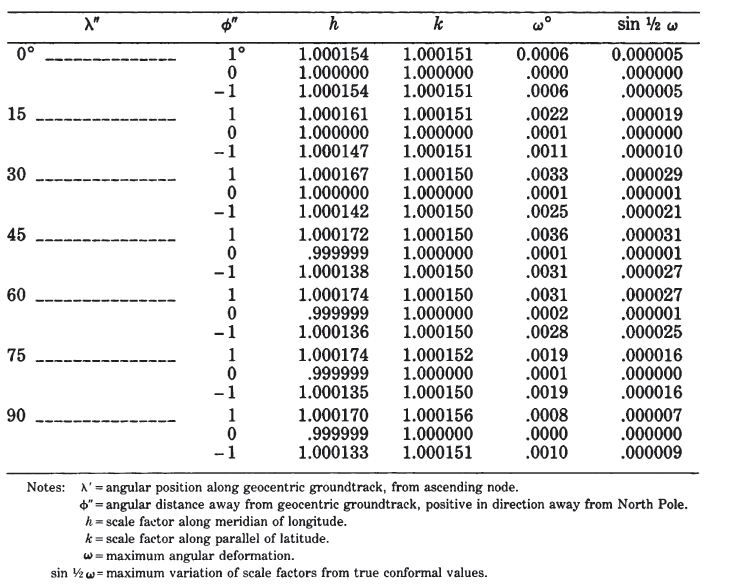 λ″ φ″ h k ω° sin ½ ω
0° 1° 1.000154 1.000151 0.0006 0.000005
0 1.000000 1.000000 .0000 .000000
−1 1.000154 1.000151 .0006 .000005
15 1 1.000161 1.000151 .0022 .000019
0 1.000000 1.000000 .0001 .000000
−1 1.000147 1.000151 .0011 .000010
30 1 1.000167 1.000150 .0033 .000029
0 1.000000 1.000000 .0001 .000001
−1 1.000142 1.000150 .0025 .000021
45 1 1.000172 1.000150 .0036 .000031
0 .999999 1.000000 .0001 .000001
−1 1.000138 1.000150 .0031 .000027
60 1 1.000174 1.000150 .0031 .000027
0 .999999 1.000000 .0002 .000001
−1 1.000136 1.000150 .0028 .000025
75 1 1.000174 1.000152 .0019 .000016
0 .999999 1.000000 .0001 .000000
−1 1.000135 1.000150 .0019 .000016
90 1 1.000170 1.000156 .0008 .000007
0 .999999 1.000000 .0000 .000000
−1 1.000133 1.000151 .0010 .000009
Notes: λ′ = angular position along geocentric groundtrack, from ascending node.
φ″ = angular distance away from geocentric groundtrack, positive in direction away from North Pole.
h = scale factor along meridian of longitude.
k = scale factor along parallel of latitude.
ω = maximum angular deformation.
sin ½ ω = maximum variation of scale factors from true conformal values.